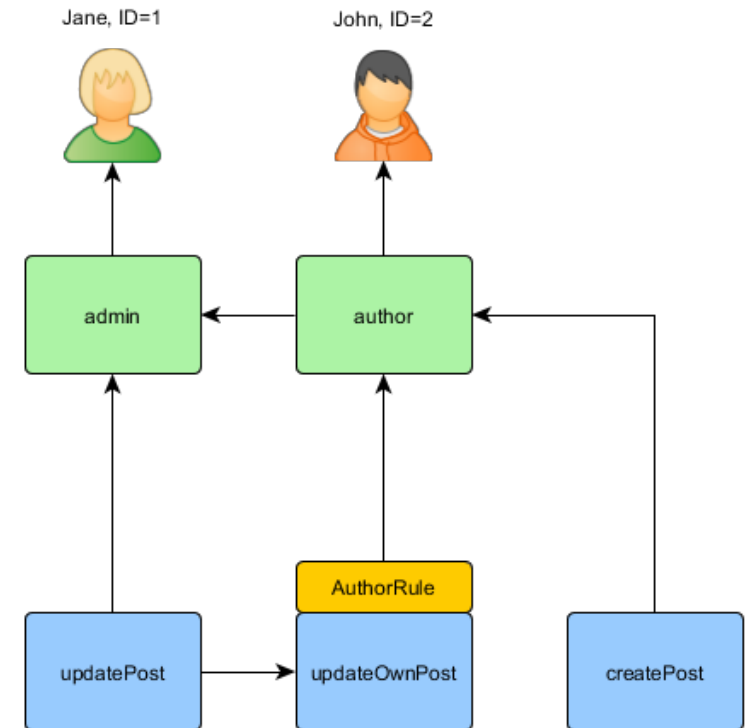 Jane, ID=1
John, ID=2
admin
author
AuthorRule
updatePost
updateOwnPost
createPost